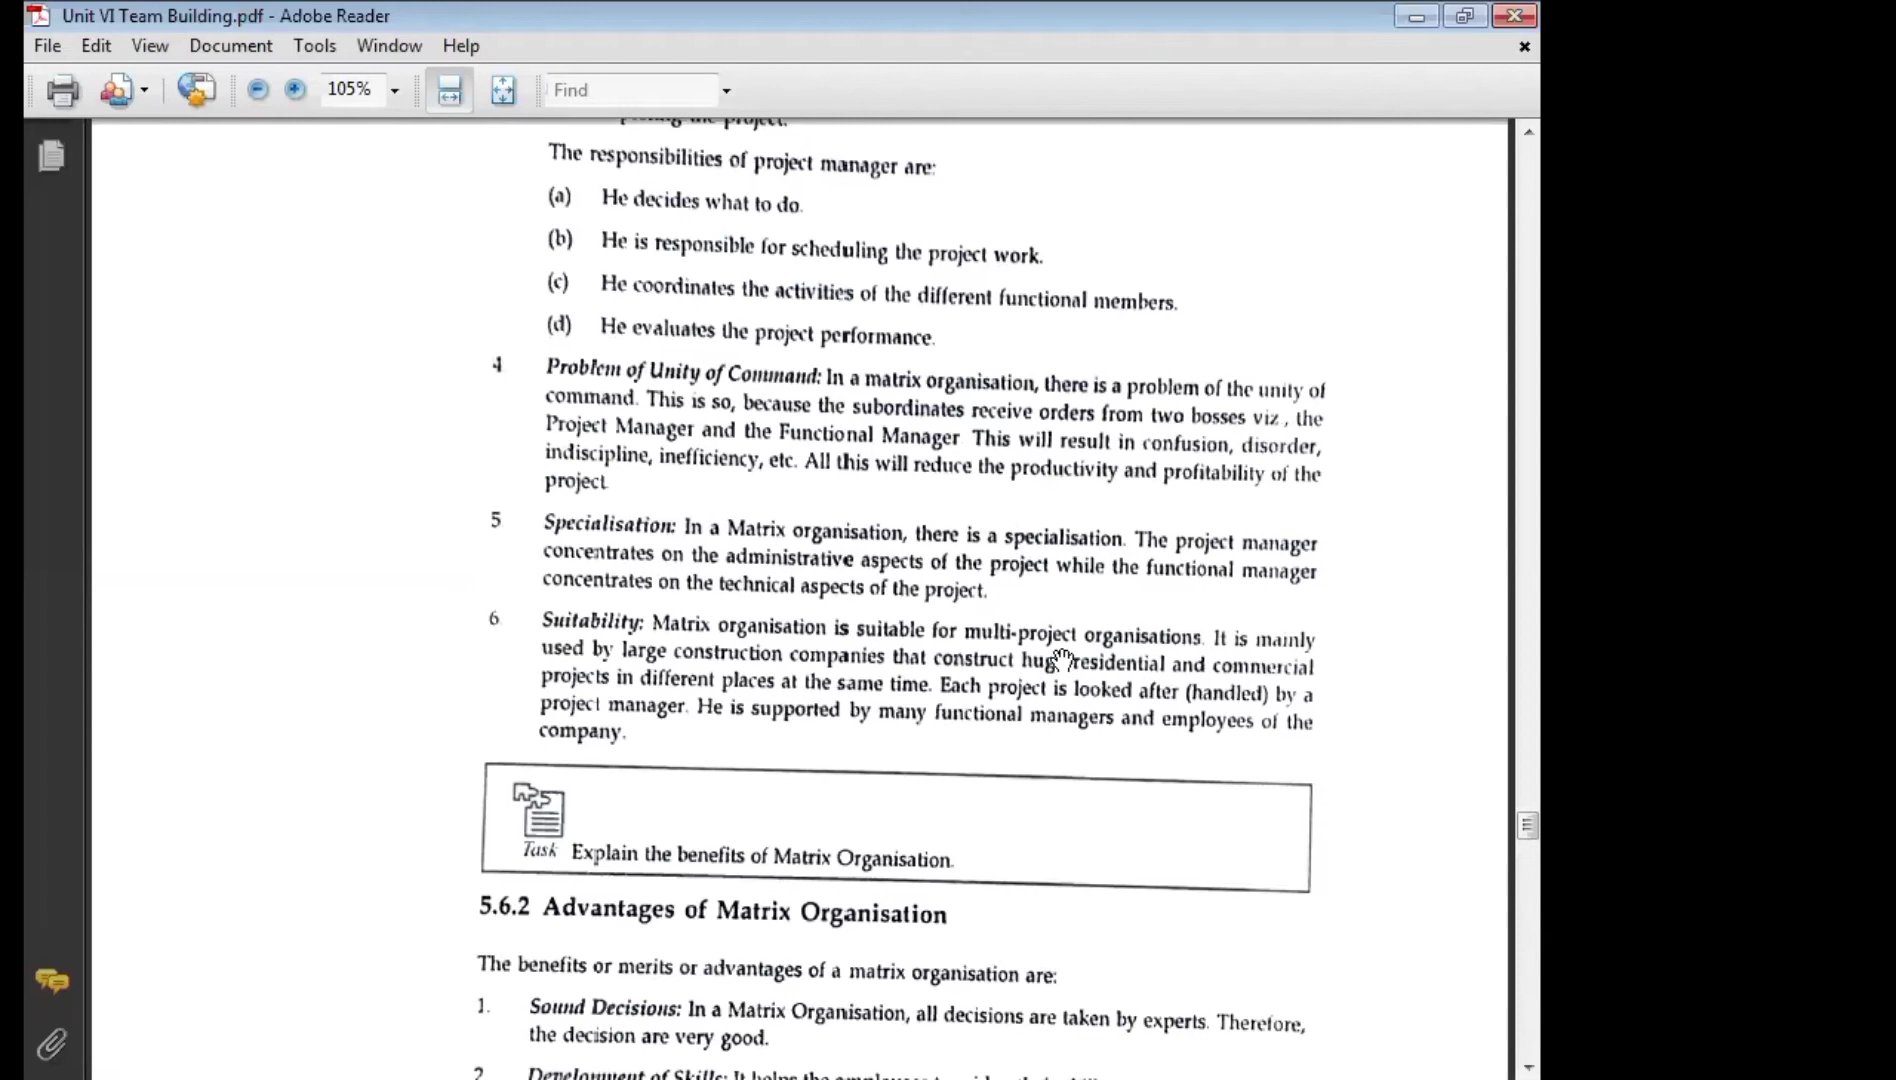 Unit VI Team Building.pdf - Adobe Reader
File Edit View Document Tools Window Help
105% Find
the project.
The responsibilities of project manager are:
(a) He decides what to do.
(b) He is responsible for scheduling the project work.
(c) He coordinates the activities of the different functional members.
(d) He evaluates the project performance.
4 Problem of Unity of Command: In a matrix organisation, there is a problem of the unity of
command. This is so, because the subordinates receive orders from two bosses viz., the
Project Manager and the Functional Manager This will result in confusion, disorder,
indiscipline, inefficiency, etc. All this will reduce the productivity and profitability of the
project
5 Specialisation: In a Matrix organisation, there is a specialisation. The project manager
concentrates on the administrative aspects of the project while the functional manager
concentrates on the technical aspects of the project.
6 Suitability: Matrix organisation is suitable for multi-project organisations. It is mainly
used by large construction companies that construct residential and commercial
projects in different places at the same time. Each project is looked after (handled) by a
project manager. He is supported by many functional managers and employees of the
company.
Task Explain the benefits of Matrix Organisation.
5.6.2 Advantages of Matrix Organisation
The benefits or merits or advantages of a matrix organisation are:
1. Sound Decisions: In a Matrix Organisation, all decisions are taken by experts. Therefore,
the decision are very good.
2 Development of Skills: It helps the employees to